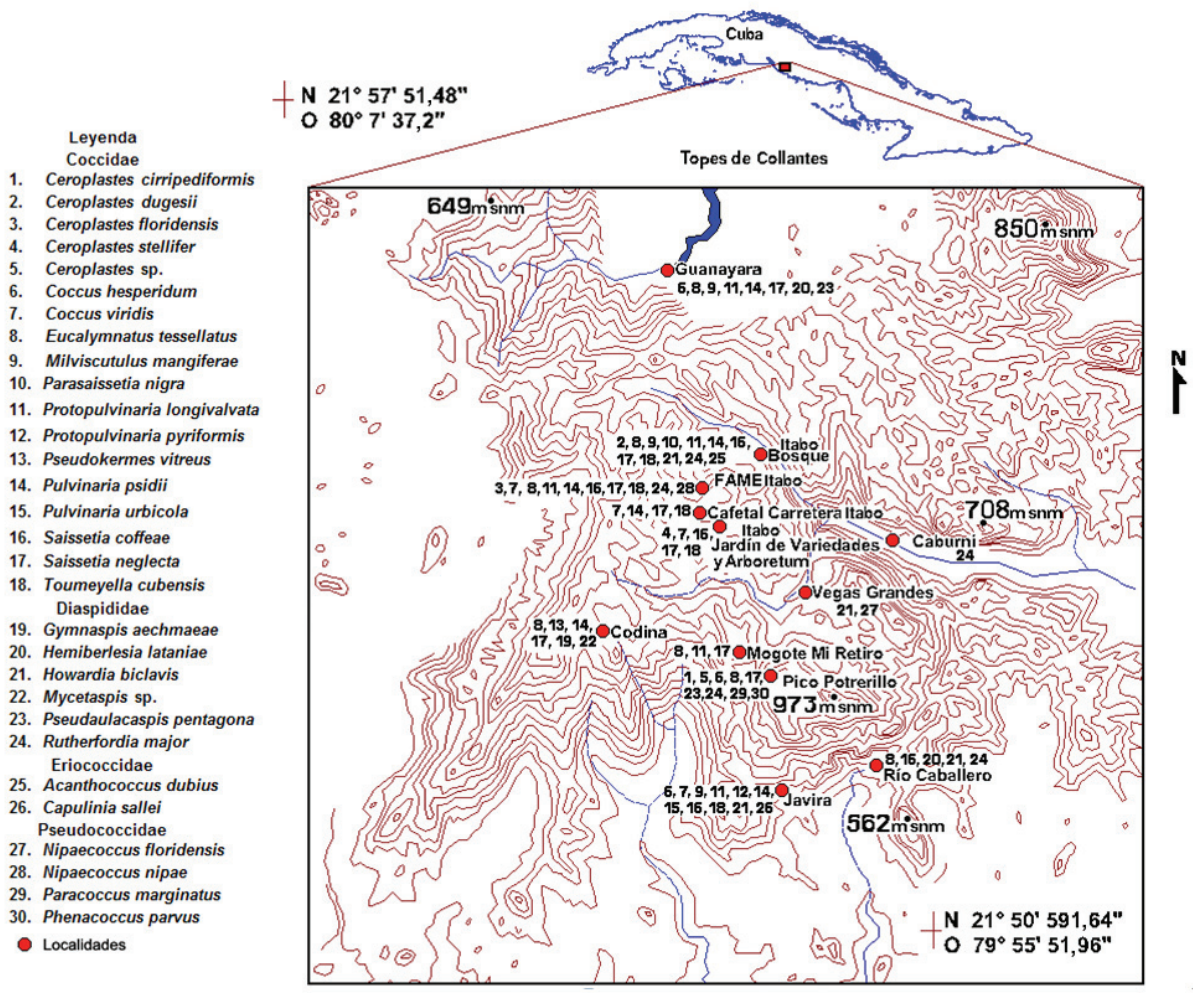 Cuba
N 21° 57' 51,48"
O 80° 7' 37,2"
Topes de Collantes
Leyenda
Coccidae
1. Ceroplastes cirripediformis
2. Ceroplastes dugesii
3. Ceroplastes floridensis
4. Ceroplastes stellifer
5. Ceroplastes sp.
6. Coccus hesperidum
7. Coccus viridis
8. Eucalymnatus tessellatus
9. Milviscutulus mangiferae
10. Parasaissetia nigra
11. Protopulvinaria longivalvata
12. Protopulvinaria pyriformis
13. Pseudokermes vitreus
14. Pulvinaria psidii
15. Pulvinaria urbicola
16. Saissetia coffeae
17. Saissetia neglecta
18. Toumeyella cubensis
Diaspididae
19. Gymnaspis aechmaeae
20. Hemiberlesia lataniae
21. Howardia biclavis
22. Mycetaspis sp.
23. Pseudaulacaspis pentagona
24. Rutherfordia major
Eriococcidae
25. Acanthococcus dubius
26. Capulinia sallei
Pseudococcidae
27. Nipaecoccus floridensis
28. Nipaecoccus nipae
29. Paracoccus marginatus
30. Phenacoccus parvus
Localidades
649 m snm
850 m snm
Guanayara
6, 8, 9, 11, 14, 17, 20, 23
N
2, 8, 9, 10, 11, 14, 16,
17, 18, 21, 24, 25
Itabo
Bosque
FAME Itabo
3, 7, 8, 11, 14, 16, 17, 18, 24, 28
7, 14, 17, 18
Cafetal Carretera Itabo
4, 7, 16,
17, 18
Itabo
Jardín de Variedades
y Arboretum
708 m snm
Caburni
24
Vegas Grandes
21, 27
8, 13, 14,
17, 19, 22
Codina
8, 11, 17
Mogote Mi Retiro
1, 5, 6, 8, 17,
23, 24, 29, 30
Pico Potrerillo
973 m snm
8, 16, 20, 21, 24
Río Caballero
6, 7, 9, 11, 12, 14,
15, 16, 18, 21, 26
Javira
562 m snm
N 21° 50' 591,64"
O 79° 55' 51,96"